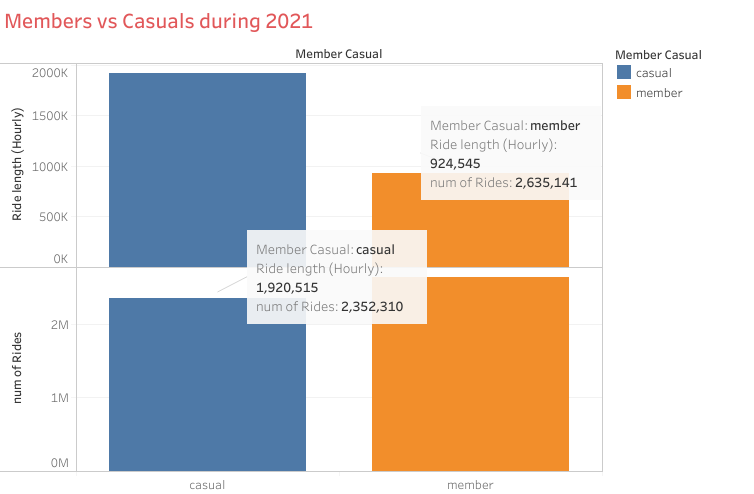 Members vs Casuals during 2021
Member Casual
2000K
1500K
1000K
500K
0K
Ride length (Hourly)
Member Casual: member
Ride length (Hourly):
924,545
num of Rides: 2,635,141
Member Casual: casual
Ride length (Hourly):
1,920,515
num of Rides: 2,352,310
2M
1M
0M
num of Rides
casual
member
Member Casual
casual
member